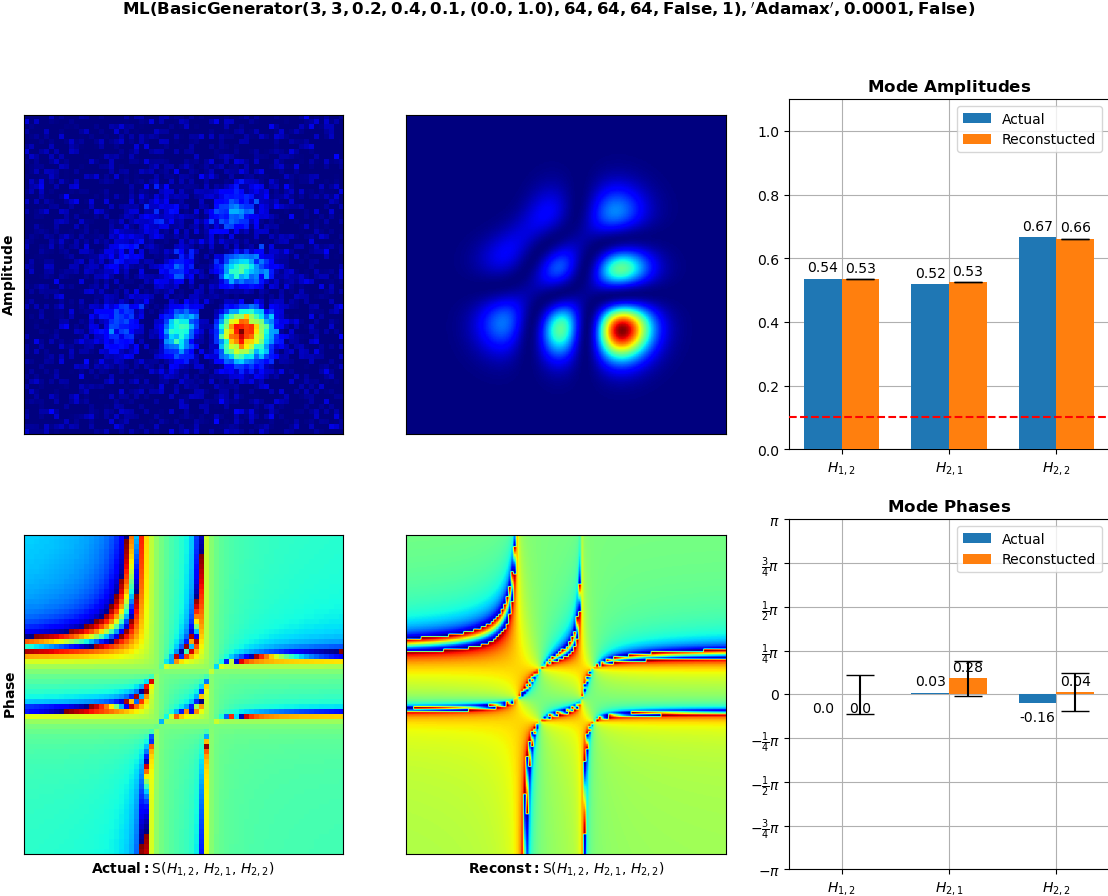 ML(BasicGenerator(3, 3, 0.2, 0.4, 0.1, (0.0, 1.0), 64, 64, 64, False, 1), ′Adamax′, 0.0001, False)
Amplitude
Mode Amplitudes
Actual
Reconstucted
1.0
0.8
0.6
0.4
0.2
0.0
0.54 0.53
0.52 0.53
0.67 0.66
H1, 2
H2, 1
H2, 2
Phase
Actual: S(H1, 2, H2, 1, H2, 2)
Reconst: S(H1, 2, H2, 1, H2, 2)
Mode Phases
Actual
Reconstucted
π
3/4π
1/2π
1/4π
0
−1/4π
−1/2π
−3/4π
−π
0.0 0.0
0.03 0.28
-0.16 0.04
H1, 2
H2, 1
H2, 2